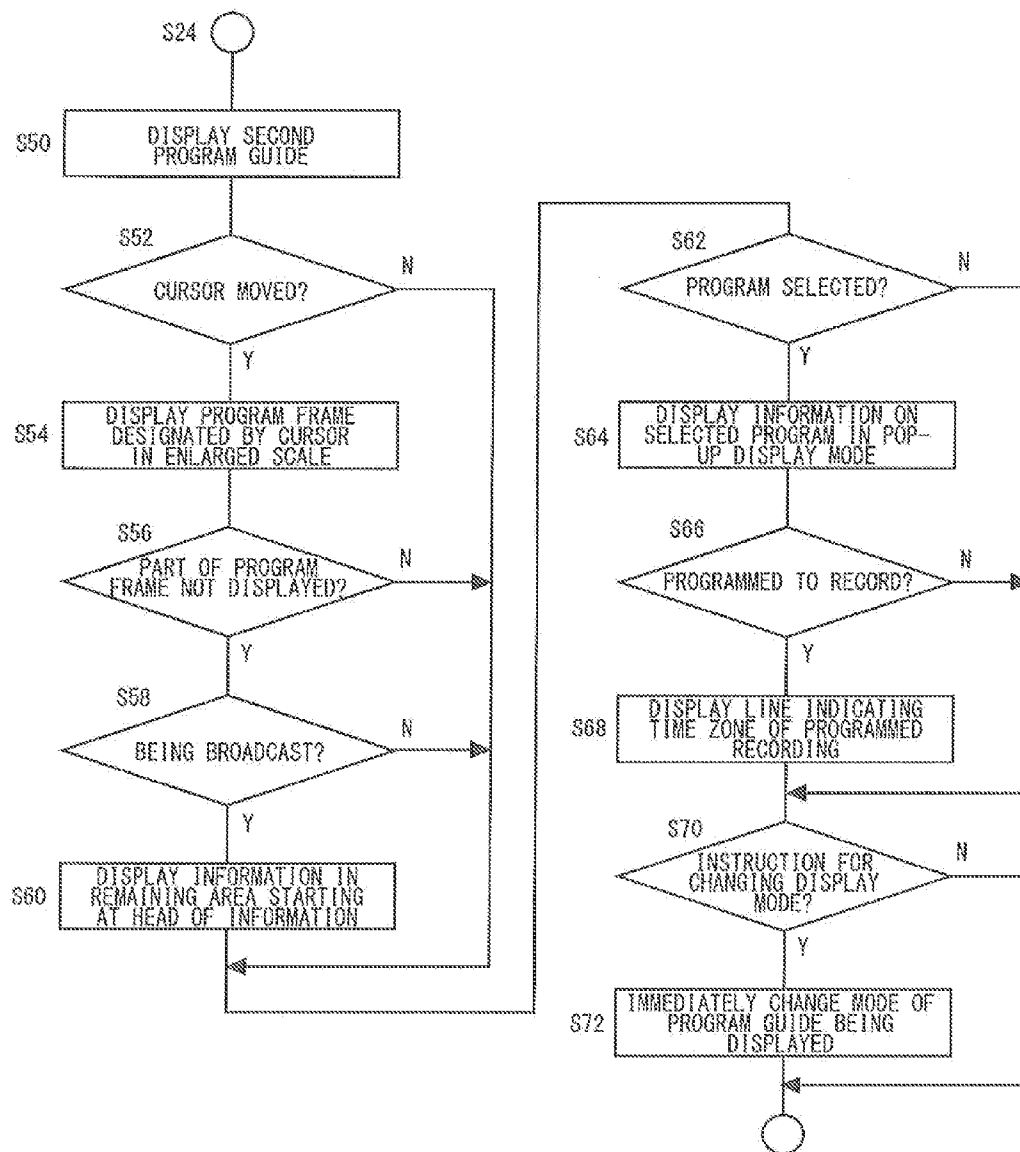 S24
S50
DISPLAY SECOND
PROGRAM GUIDE
S52
N
CURSOR MOVED?
Y
S54
DISPLAY PROGRAM FRAME
DESIGNATED BY CURSOR
IN ENLARGED SCALE
S56
N
PART OF PROGRAM
FRAME NOT DISPLAYED?
Y
S58
N
BEING BROADCAST?
Y
S60
DISPLAY INFORMATION IN
REMAINING AREA STARTING
AT HEAD OF INFORMATION
S62
N
PROGRAM SELECTED?
Y
S64
DISPLAY INFORMATION ON
SELECTED PROGRAM IN POP-
UP DISPLAY MODE
S66
N
PROGRAMMED TO RECORD?
Y
S68
DISPLAY LINE INDICATING
TIME ZONE OF PROGRAMMED
RECORDING
S70
N
INSTRUCTION FOR
CHANGING DISPLAY
MODE?
Y
S72
IMMEDIATELY CHANGE MODE OF
PROGRAM GUIDE BEING
DISPLAYED